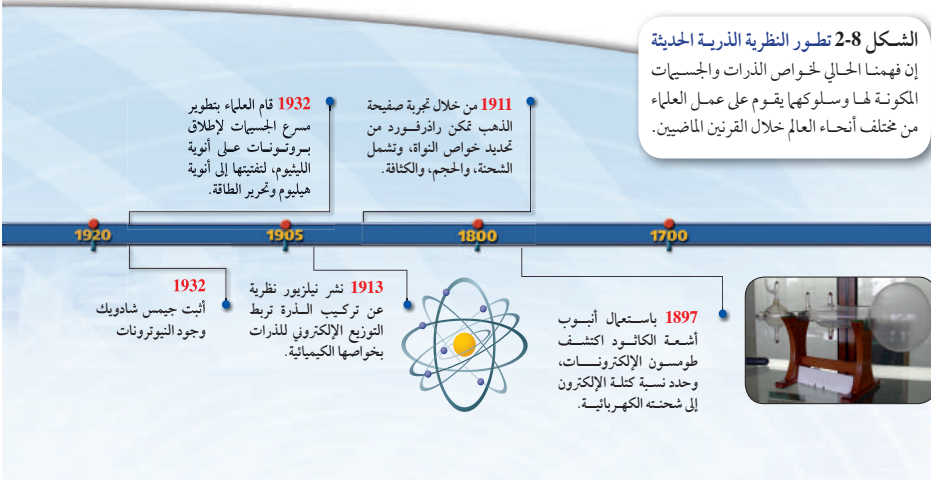 الشكل 8-2 تطور النظرية الذرية الحديثة
إن فهمنا الحالي لخواص الذرات والجسيمات
المكونة لها وسلوكهما يقوم على عمل العلماء
من مختلف أنحاء العالم خلال القرنين الماضيين.
1911 من خلال تجربة صفيحة
الذهب تمكن راذرفورد من
تحديد خواص النواة، وتشمل
الشحنة، والحجم، والكثافة.
1932 قام العلماء بتطوير
مسرع الجسيمات لإطلاق
بروتونات على أنوية
الليثيوم، لتفتيتها إلى أنوية
هيليوم وتحرير الطاقة.
1700
1800
1905
1920
1897 باستعمال أنبوب
أشعة الكاثود اكتشف
طومسون الإلكترونات،
وحدد نسبة كتلة الإلكترون
إلى شحنته الكهربائية.
1913 نشر نيلزبور نظرية
عن تركيب الذرة تربط
التوزيع الإلكتروني للذرات
بخواصها الكيميائية.
1932
أثبت جيمس شادويك
وجود النيوترونات